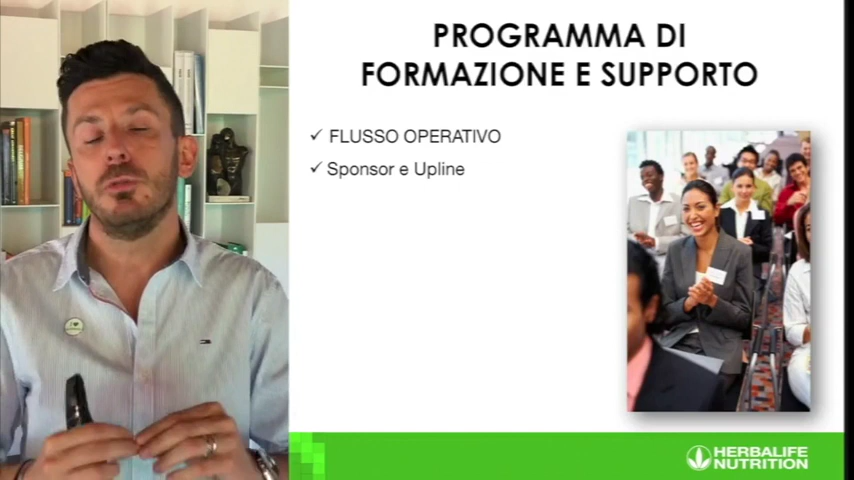 PROGRAMMA DI
FORMAZIONE E SUPPORTO
✓ FLUSSO OPERATIVO
✓ Sponsor e Upline
HERBALIFE
NUTRITION